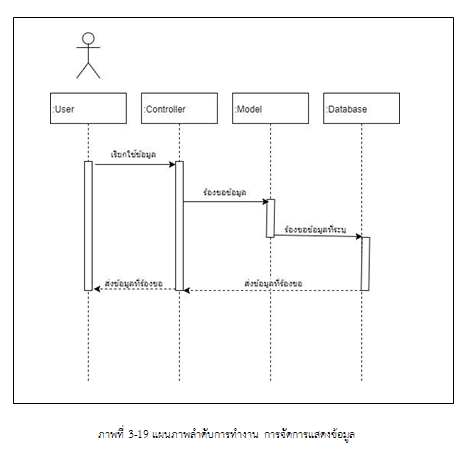 :User
:Controller
:Model
:Database
เรียกใช้ข้อมูล
ร้องขอข้อมูล
ร้องขอข้อมูลที่ระบุ
ส่งข้อมูลที่ร้องขอ
ส่งข้อมูลที่ร้องขอ
ภาพที่ 3-19 แผนภาพลำดับการทำงาน การจัดการแสดงข้อมูล